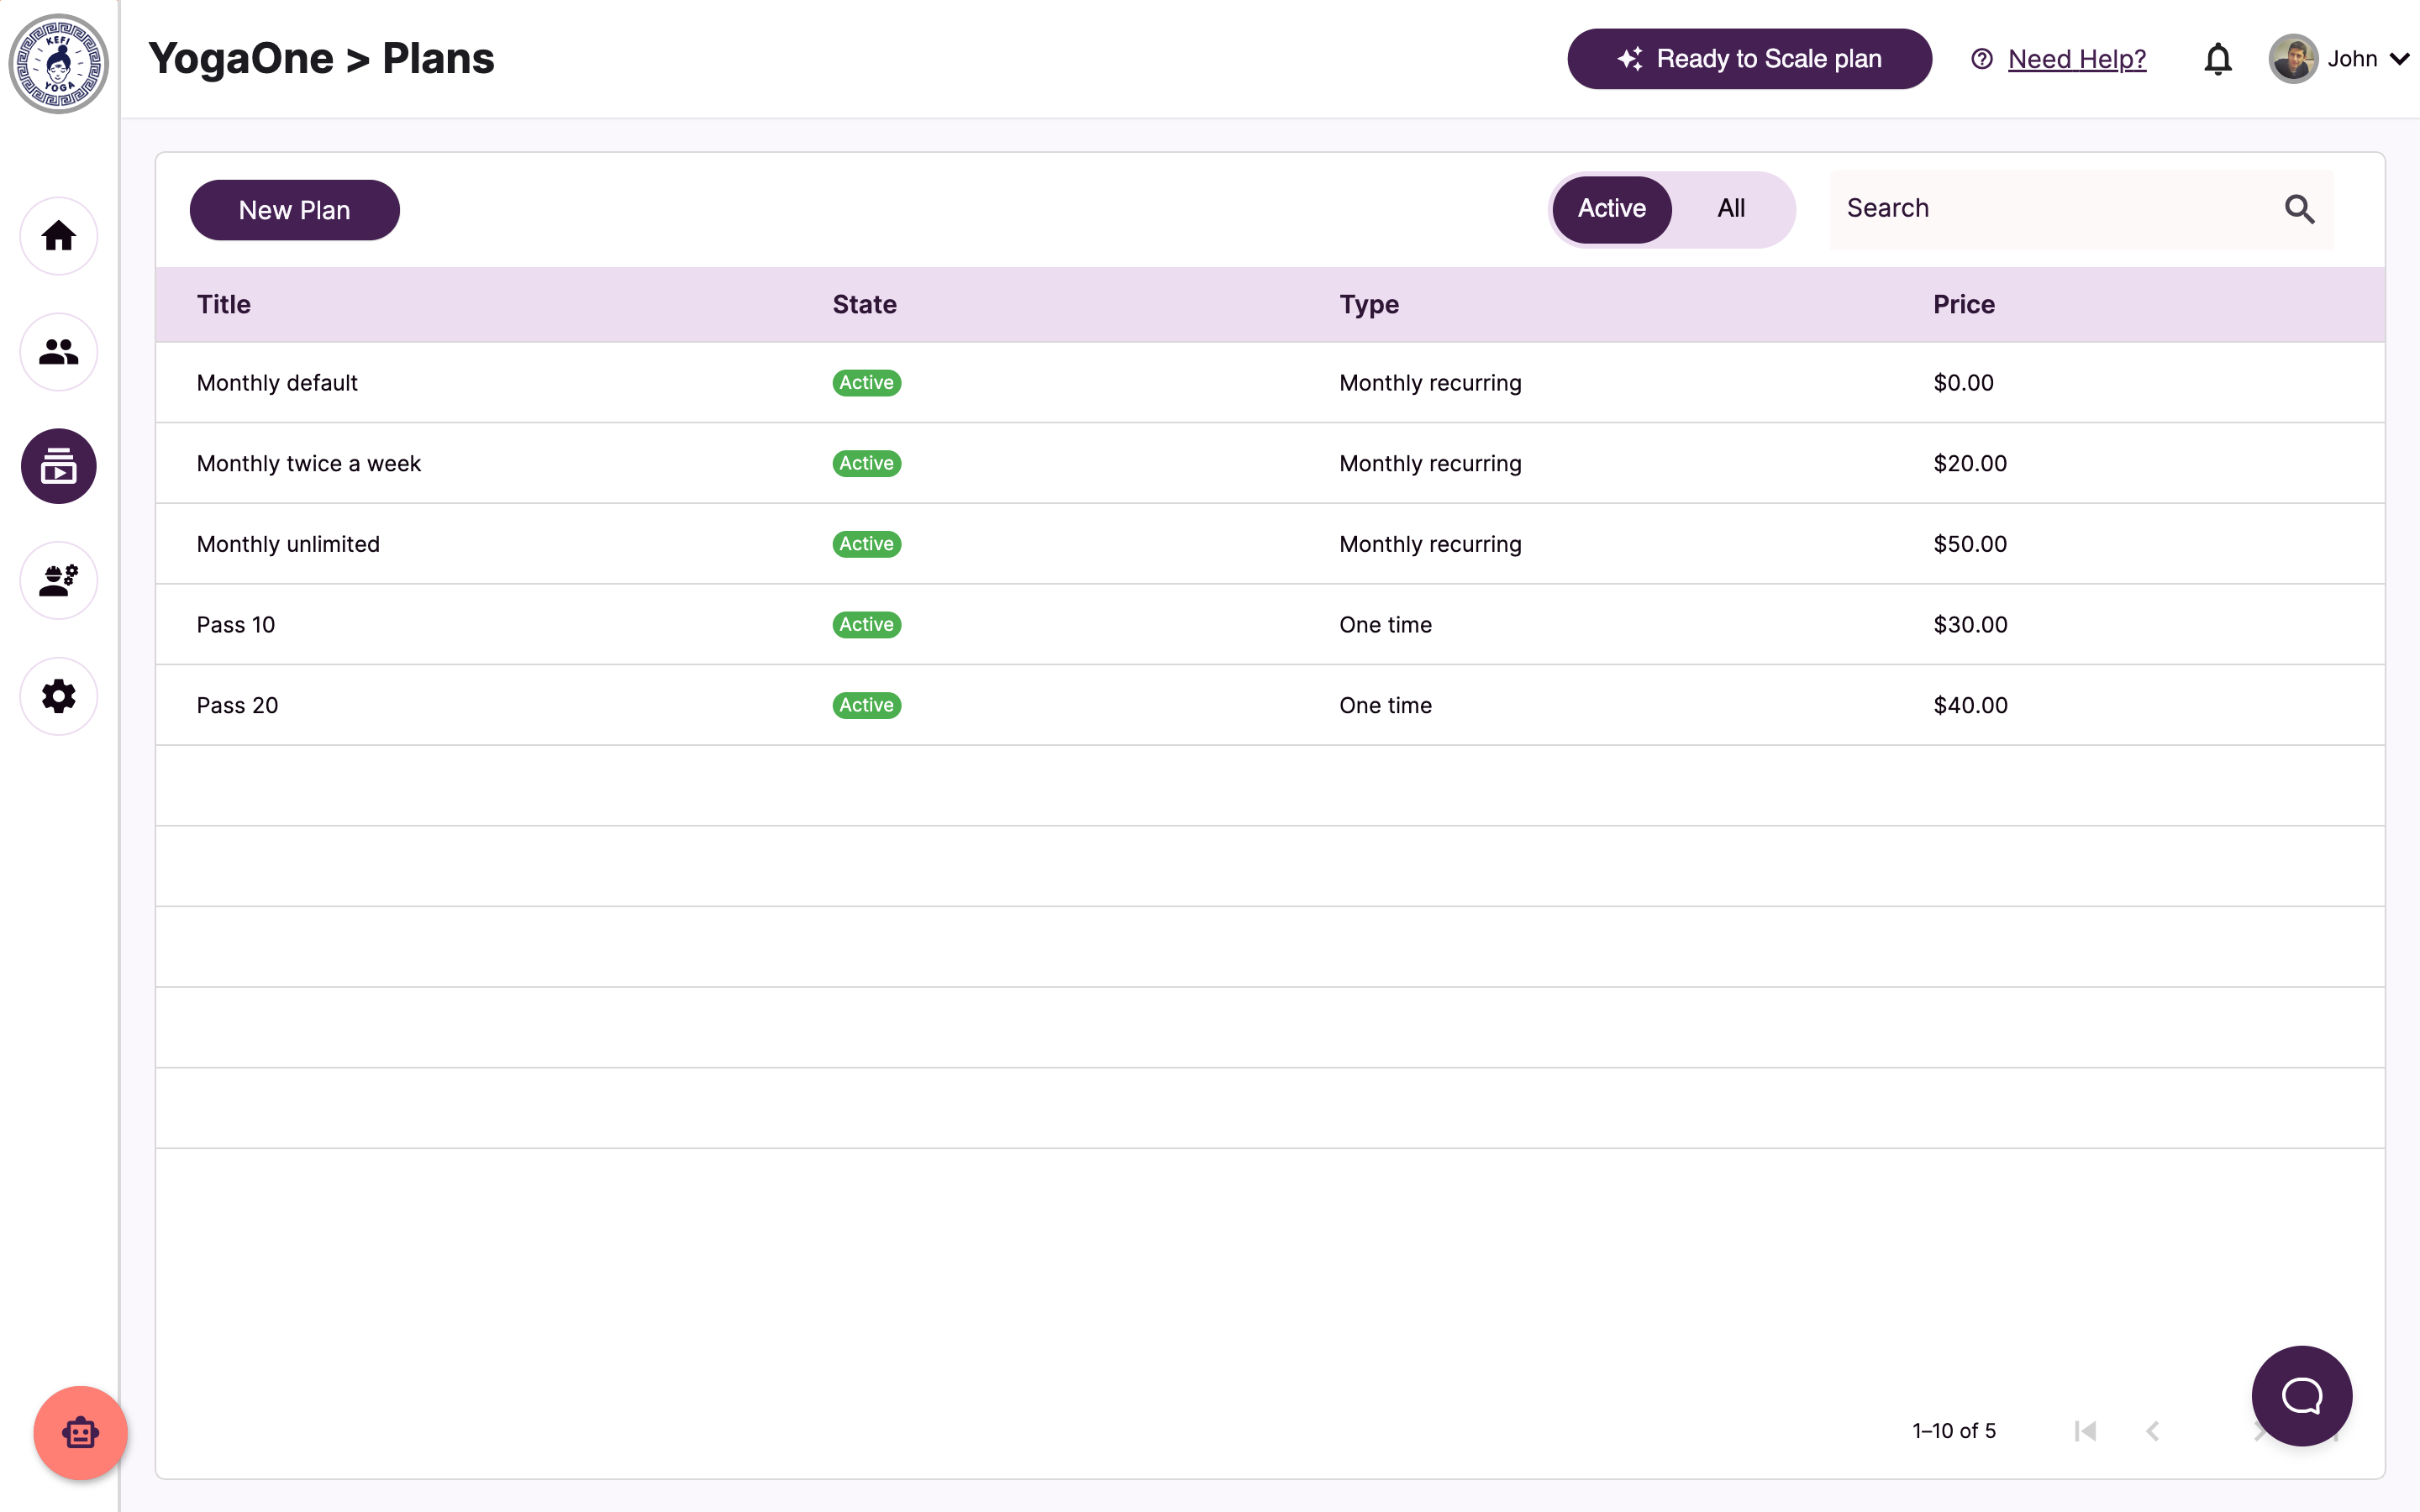 KEFI
YOGA
YogaOne > Plans
Ready to Scale plan
Need Help?
John
New Plan
Active
All
Search
Title State Type Price
Monthly default Active Monthly recurring $0.00
Monthly twice a week Active Monthly recurring $20.00
Monthly unlimited Active Monthly recurring $50.00
Pass 10 Active One time $30.00
Pass 20 Active One time $40.00
1–10 of 5